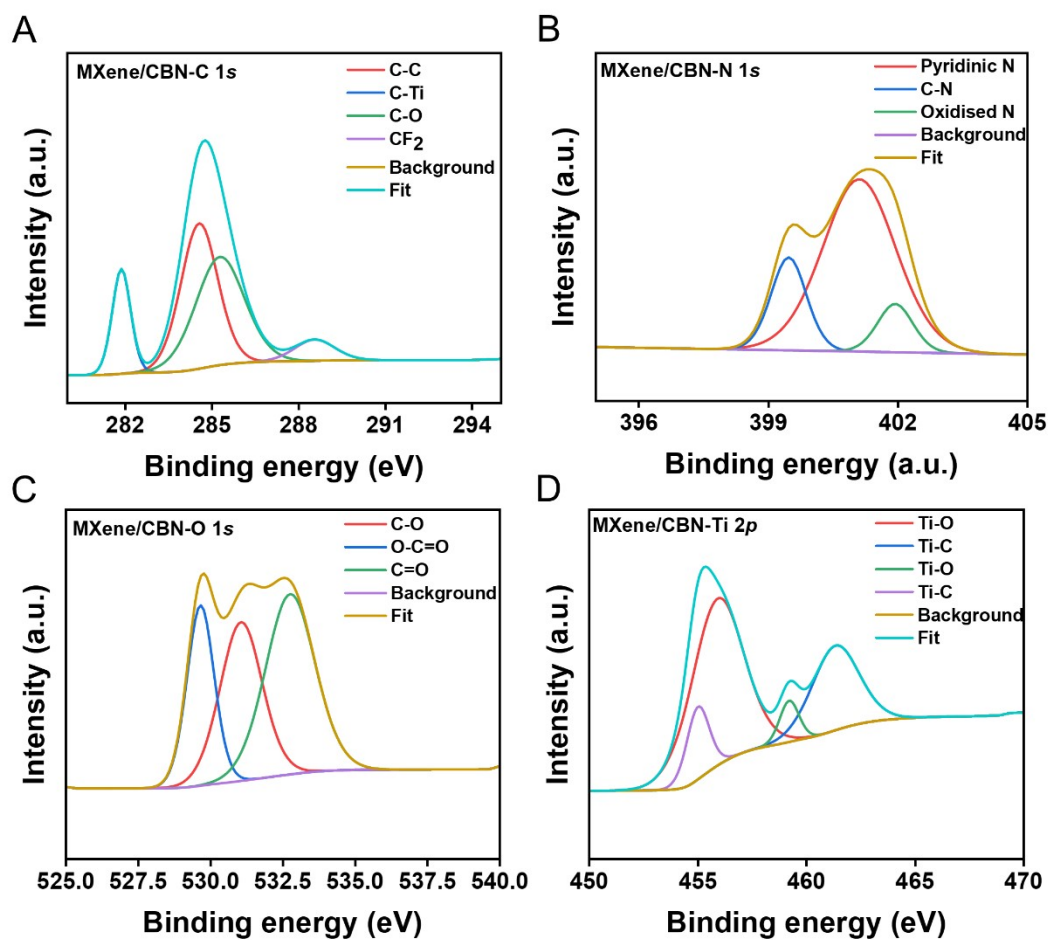 A
MXene/CBN-C 1s
C-C
C-Ti
C-O
CF2
Background
Fit
Intensity (a.u.)
282 285 288 291 294
Binding energy (eV)
B
MXene/CBN-N 1s
Pyridinic N
C-N
Oxidised N
Background
Fit
Intensity (a.u.)
396 399 402 405
Binding energy (a.u.)
C
MXene/CBN-O 1s
C-O
O-C=O
C=O
Background
Fit
Intensity (a.u.)
525.0 527.5 530.0 532.5 535.0 537.5 540.0
Binding energy (eV)
D
MXene/CBN-Ti 2p
Ti-O
Ti-C
Ti-O
Ti-C
Background
Fit
Intensity (a.u.)
450 455 460 465 470
Binding energy (eV)